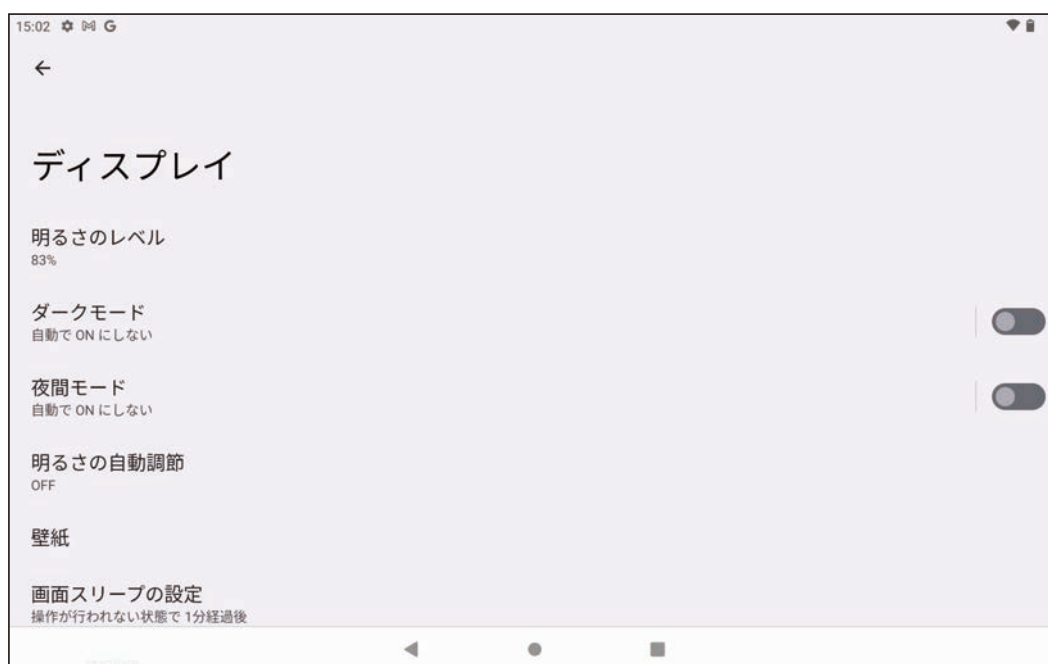 15:02
ディスプレイ
明るさのレベル
83%
ダークモード
自動で ON にしない
夜間モード
自動で ON にしない
明るさの自動調節
OFF
壁紙
画面スリープの設定
操作が行われない状態で 1分経過後